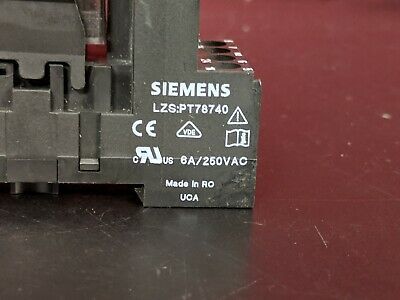 SIEMENS
LZS:PT78740
CE VDE
c UR us 6A/250VAC
Made in RO
UCA